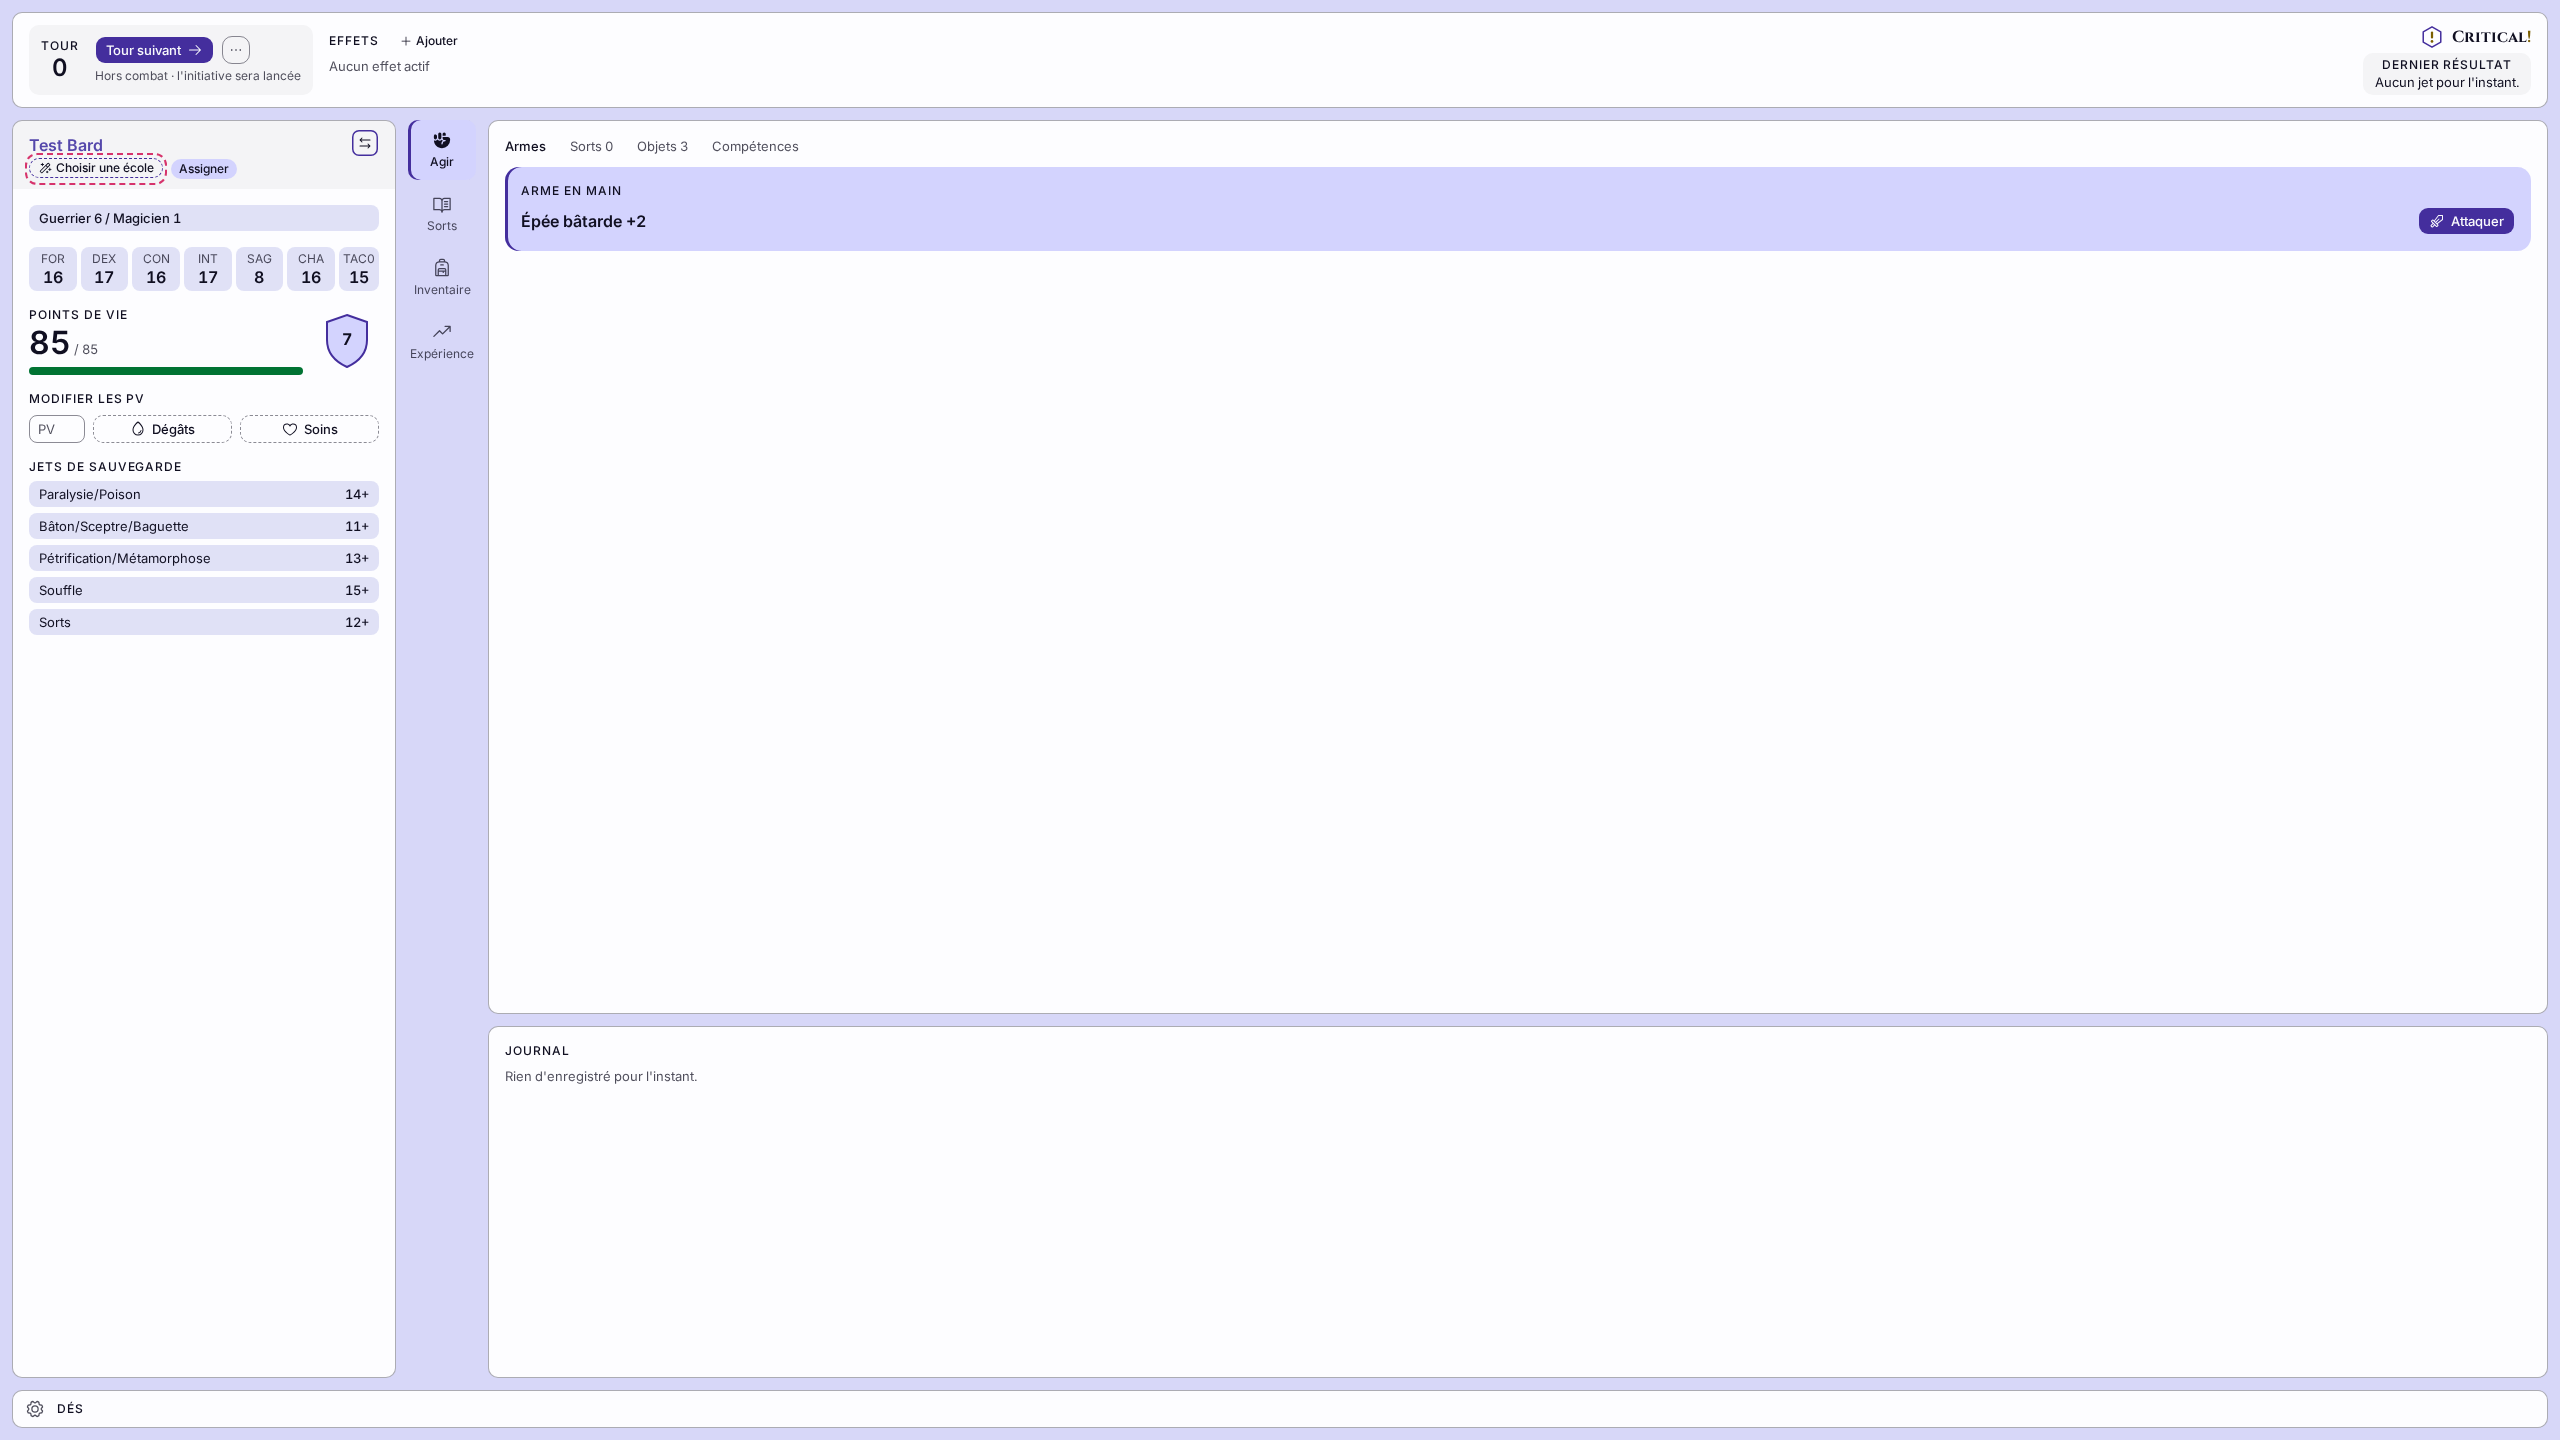 TOUR
0
Tour suivant
Hors combat · l'initiative sera lancée
EFFETS
Ajouter
Aucun effet actif
Critical!
DERNIER RÉSULTAT
Aucun jet pour l'instant.
Test Bard
Choisir une école
Assigner
Guerrier 6 / Magicien 1
FOR DEX CON INT SAG CHA TAC0
16 17 16 17 8 16 15
POINTS DE VIE
85 / 85
7
MODIFIER LES PV
PV
Dégâts
Soins
JETS DE SAUVEGARDE
Paralysie/Poison 14+
Bâton/Sceptre/Baguette 11+
Pétrification/Métamorphose 13+
Souffle 15+
Sorts 12+
Agir
Sorts
Inventaire
Expérience
Armes Sorts 0 Objets 3 Compétences
ARME EN MAIN
Épée bâtarde +2
Attaquer
JOURNAL
Rien d'enregistré pour l'instant.
DÉS